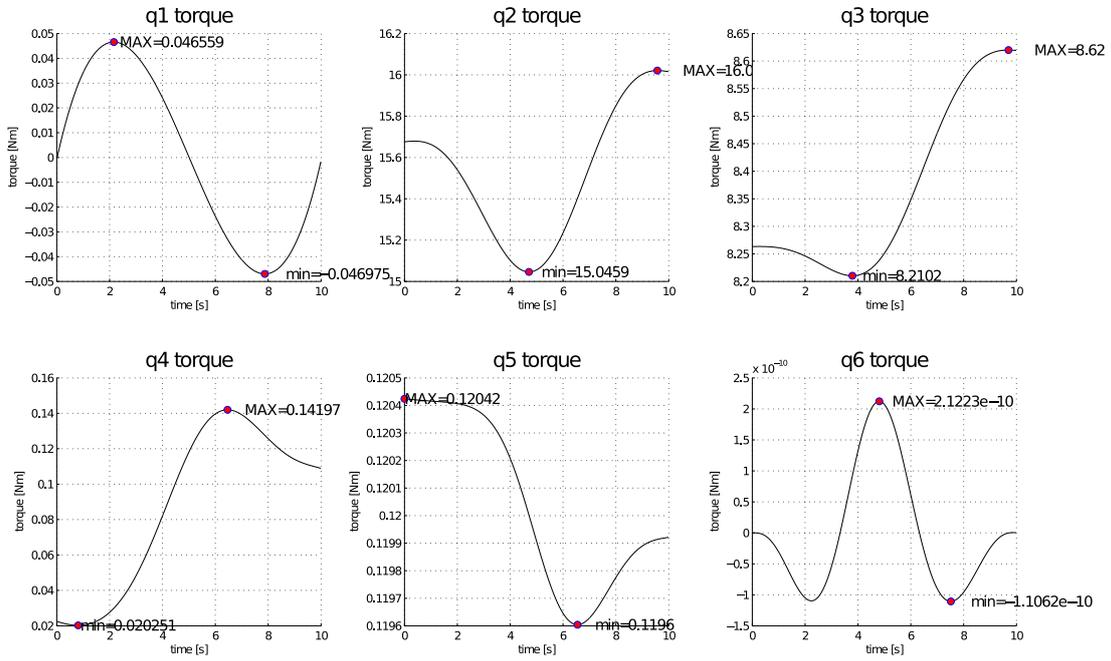 q1 torque
q2 torque
q3 torque
0.05
0.04
0.03
0.02
0.01
0
−0.01
−0.02
−0.03
−0.04
−0.05
torque [Nm]
MAX=0.046559
min=−0.046975
0 2 4 6 8 10
time [s]
16.2
16
15.8
15.6
15.4
15.2
15
torque [Nm]
MAX=16.0
min=15.0459
0 2 4 6 8 10
time [s]
8.65
8.6
8.55
8.5
8.45
8.4
8.35
8.3
8.25
8.2
torque [Nm]
MAX=8.62
min=8.2102
0 2 4 6 8 10
time [s]
q4 torque
q5 torque
q6 torque
0.16
0.14
0.12
0.1
0.08
0.06
0.04
0.02
torque [Nm]
MAX=0.14197
min=0.020251
0 2 4 6 8 10
time [s]
0.1205
0.1204
0.1203
0.1202
0.1201
0.12
0.1199
0.1198
0.1197
0.1196
torque [Nm]
MAX=0.12042
min=0.1196
0 2 4 6 8 10
time [s]
x 10−10
2.5
2
1.5
1
0.5
0
−0.5
−1
−1.5
torque [Nm]
MAX=2.1223e−10
min=−1.1062e−10
0 2 4 6 8 10
time [s]